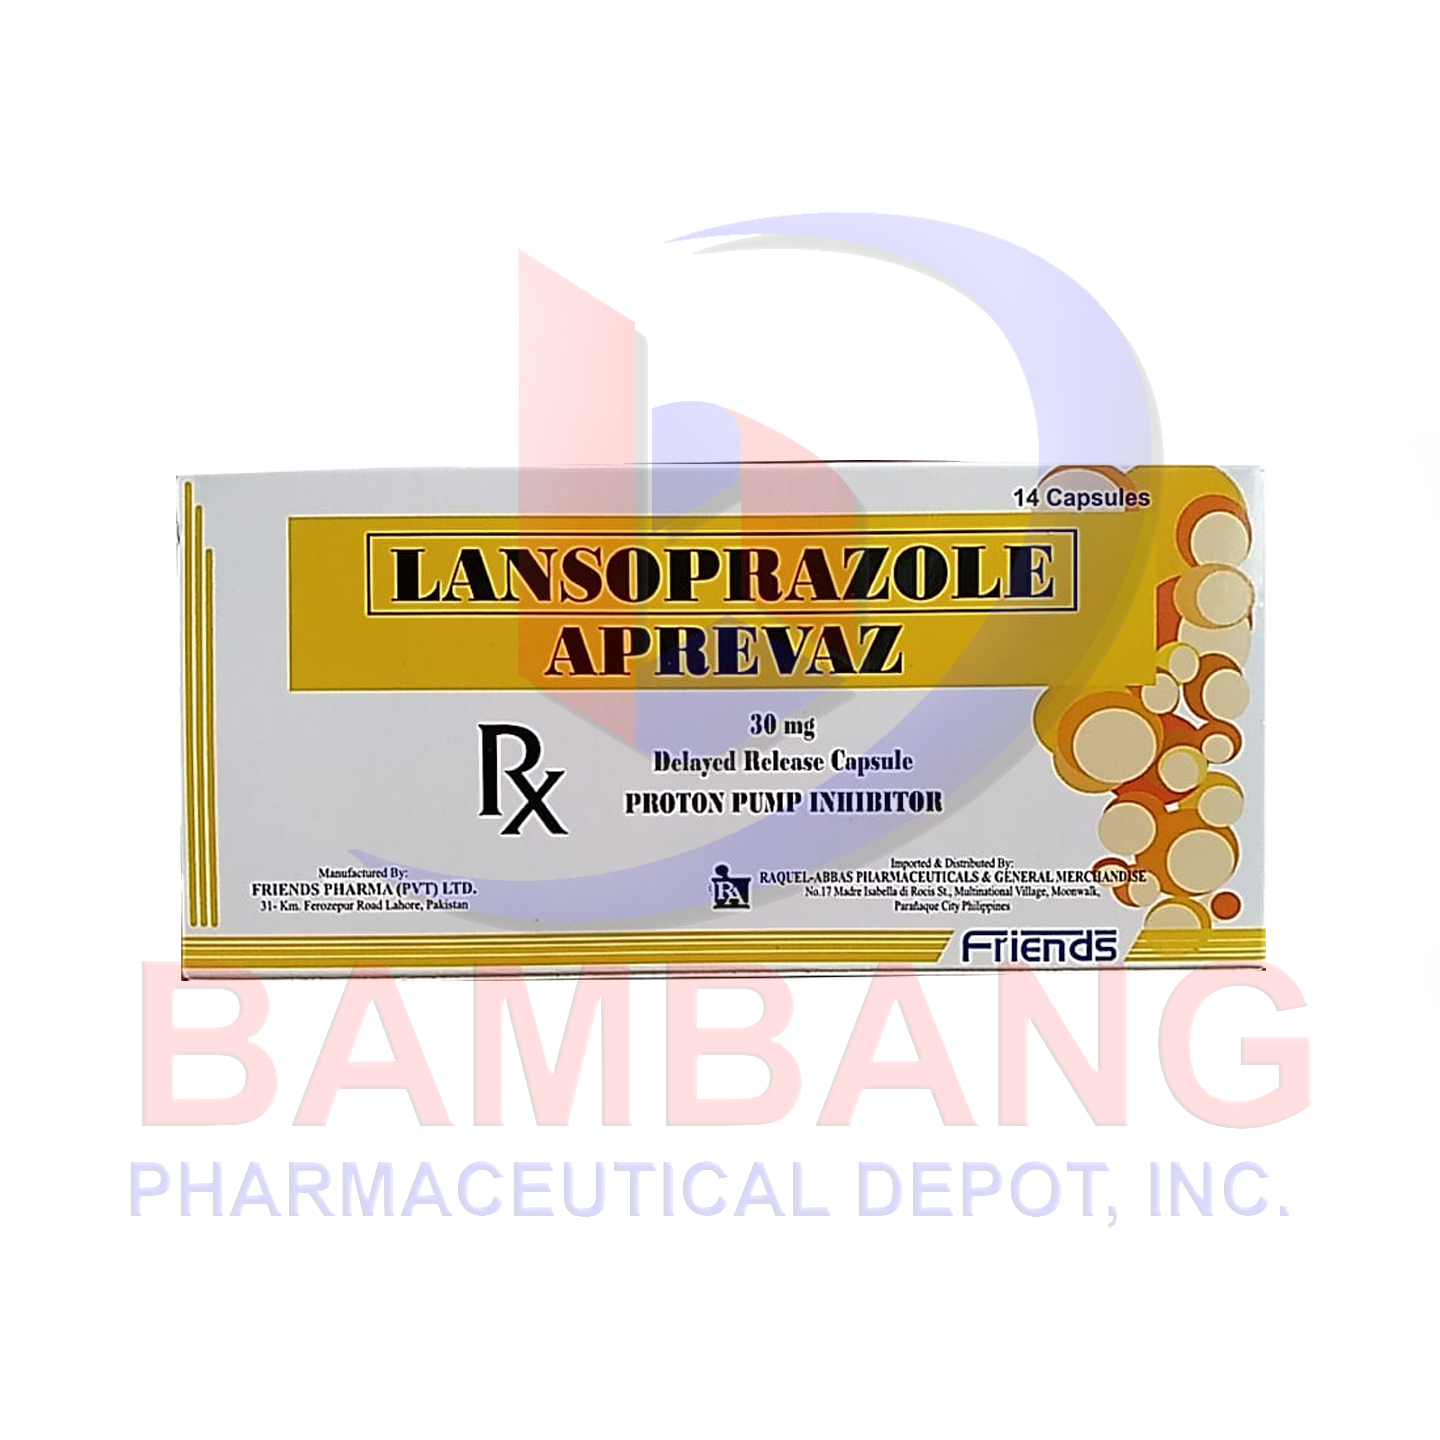 14 Capsules
LANSOPRAZOLE
APREVAZ
Rx
30 mg
Delayed Release Capsule
PROTON PUMP INHIBITOR
Manufactured By:
FRIENDS PHARMA (PVT) LTD.
31- Km. Ferozepur Road Lahore, Pakistan
RA
Imported & Distributed By:
RAQUEL-ABBAS PHARMACEUTICALS & GENERAL MERCHANDISE
No.17 Madre Isabella di Rocis St., Multinational Village, Moonwalk,
Parañaque City Philippines
Friends
BAMBANG
PHARMACEUTICAL DEPOT, INC.